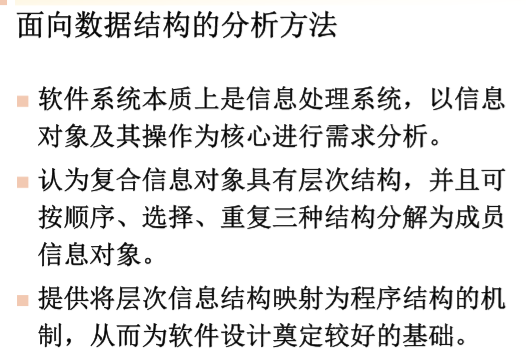 面向数据结构的分析方法
软件系统本质上是信息处理系统，以信息
对象及其操作为核心进行需求分析。
认为复合信息对象具有层次结构，并且可
按顺序、选择、重复三种结构分解为成员
信息对象。
提供将层次信息结构映射为程序结构的机
制，从而为软件设计奠定较好的基础。